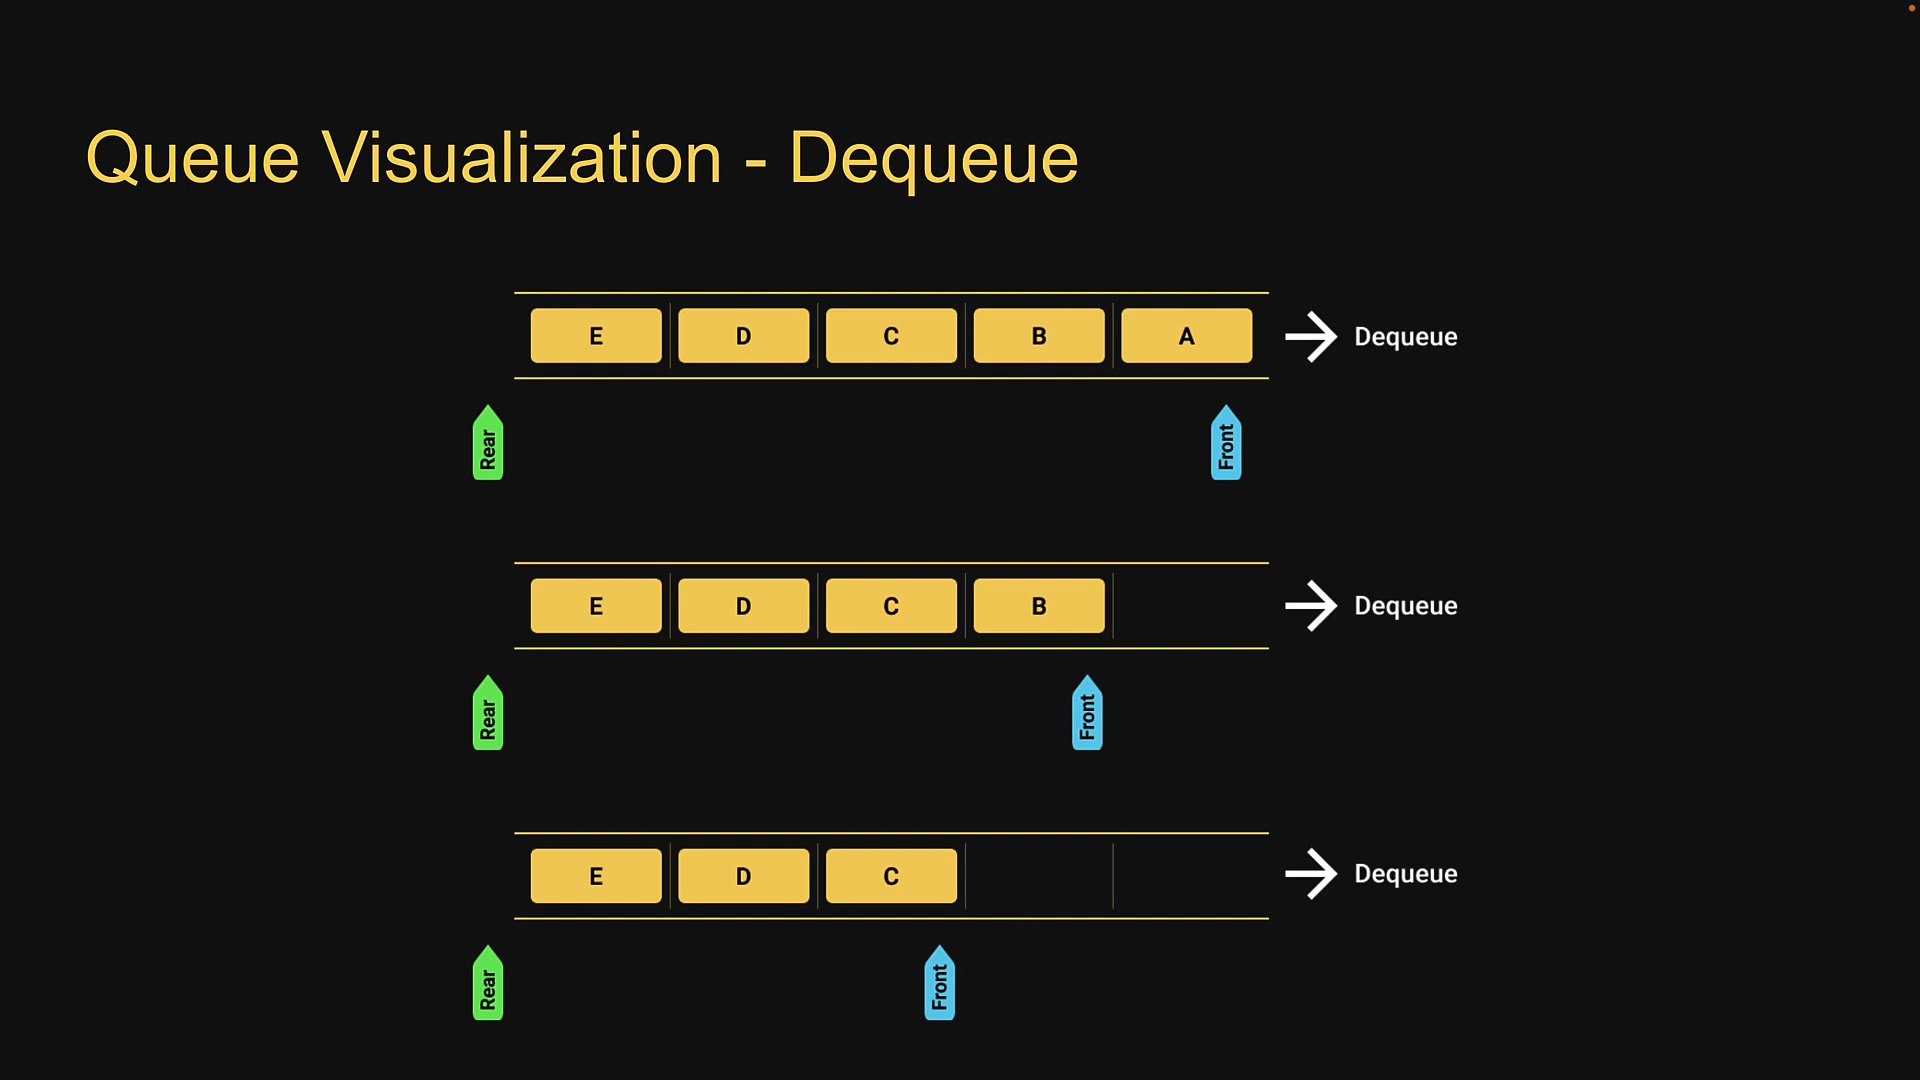 Queue Visualization - Dequeue
E D C B A Dequeue
Rear Front
E D C B Dequeue
Rear Front
E D C Dequeue
Rear Front